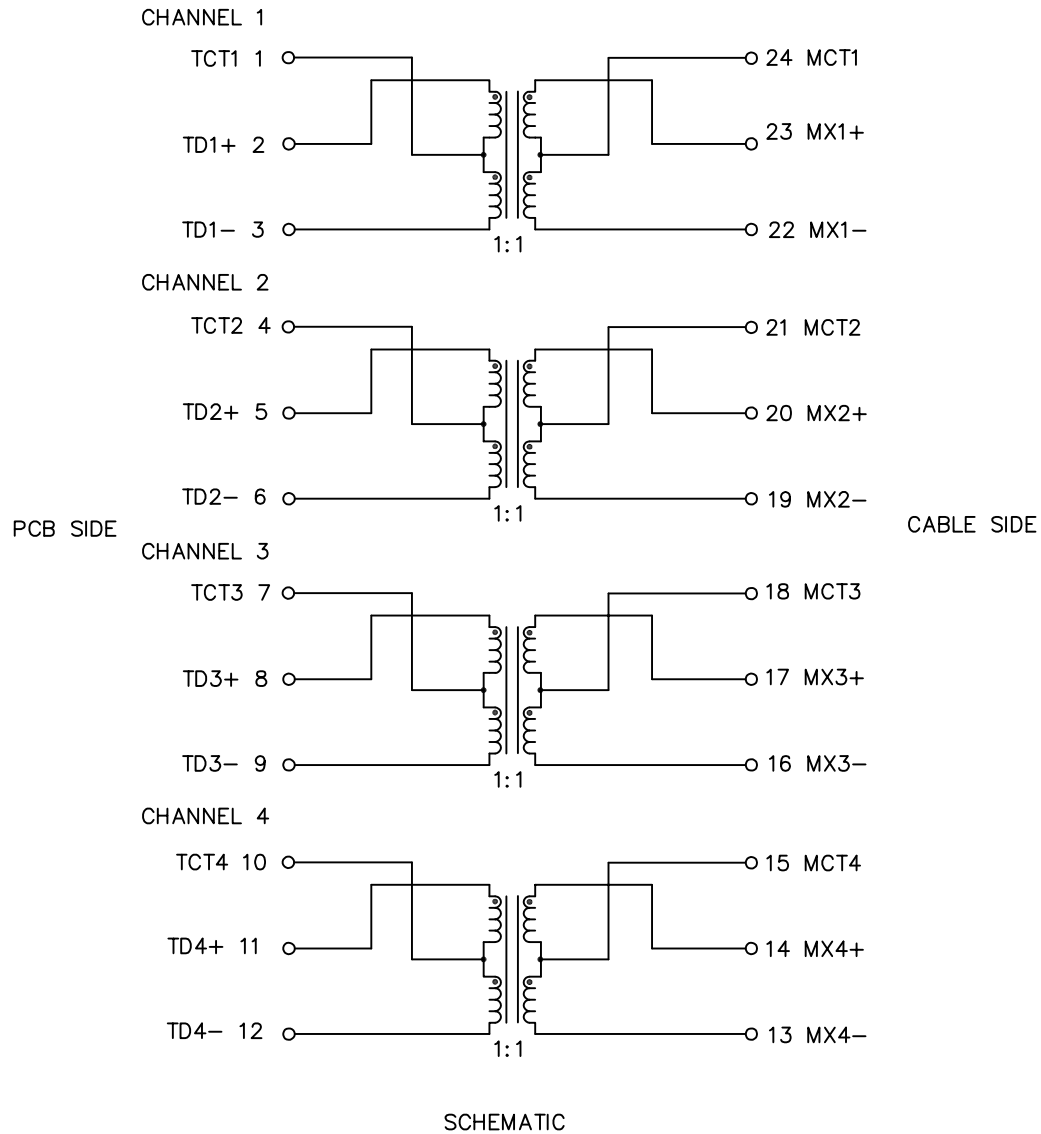 CHANNEL 1
TCT1 1
24 MCT1
TD1+ 2
23 MX1+
TD1- 3
22 MX1-
1:1
CHANNEL 2
TCT2 4
21 MCT2
TD2+ 5
20 MX2+
TD2- 6
19 MX2-
1:1
PCB SIDE
CABLE SIDE
CHANNEL 3
TCT3 7
18 MCT3
TD3+ 8
17 MX3+
TD3- 9
16 MX3-
1:1
CHANNEL 4
TCT4 10
15 MCT4
TD4+ 11
14 MX4+
TD4- 12
13 MX4-
1:1
SCHEMATIC